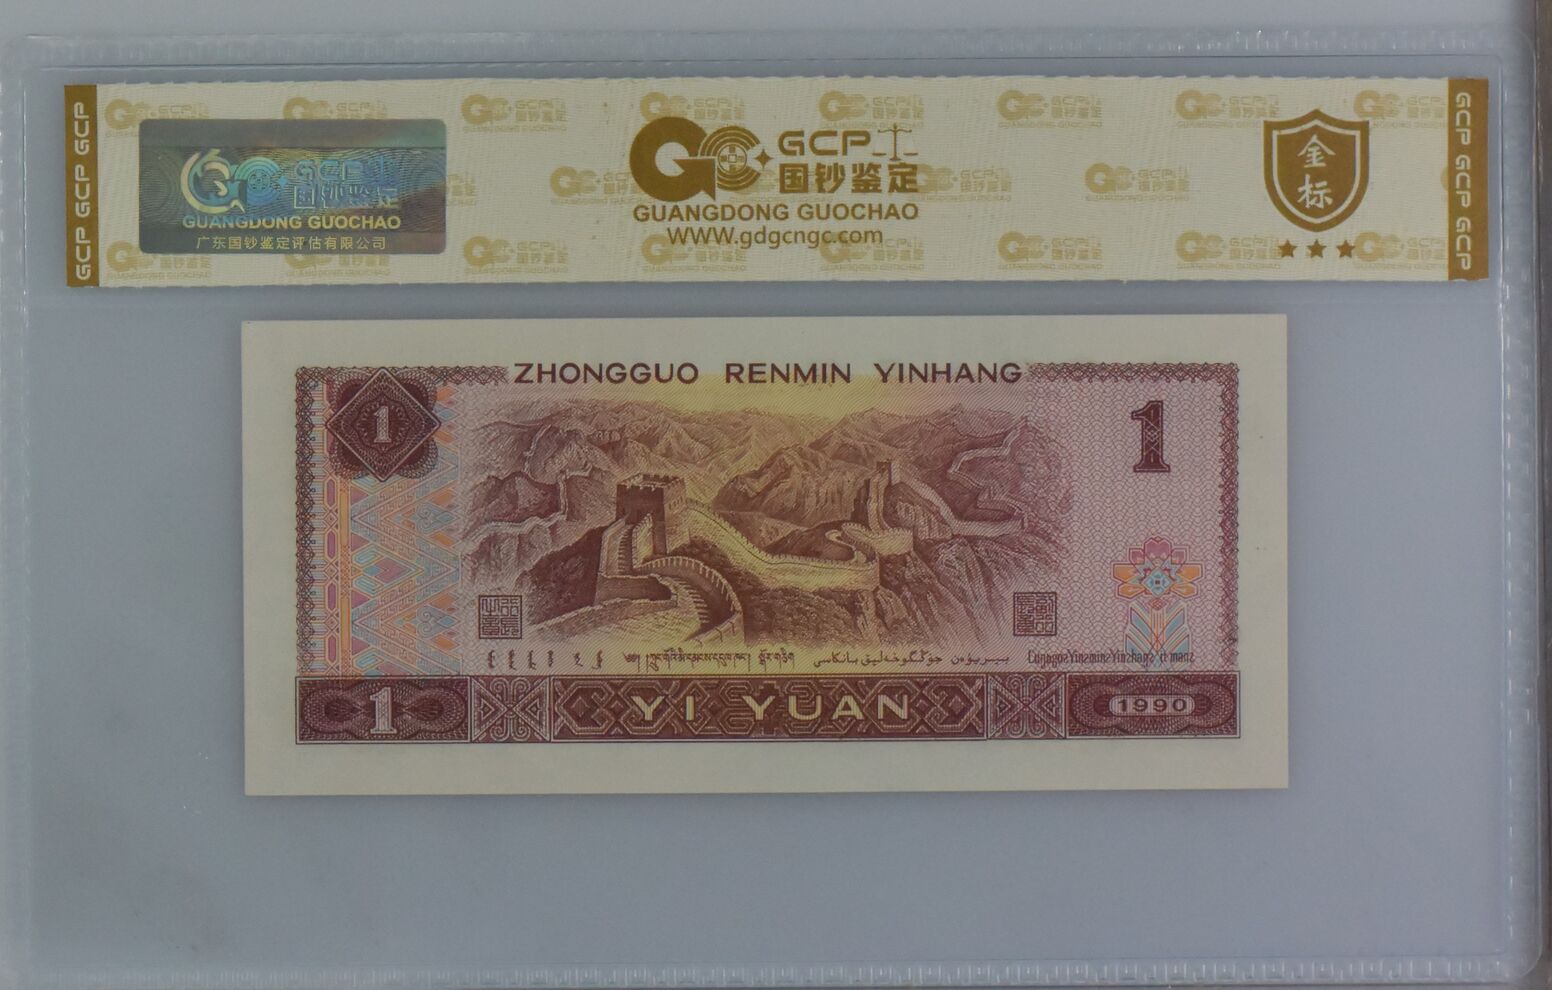 GCP GCP GCP
GCP
国钞鉴定
GUANGDONG GUOCHAO
广东国钞鉴定评估有限公司
GCP
国钞鉴定
GUANGDONG GUOCHAO
WWW.gdgcngc.com
金标
GCP GCP GCP
ZHONGGUO RENMIN YINHANG
1
1
1
YI YUAN
1990